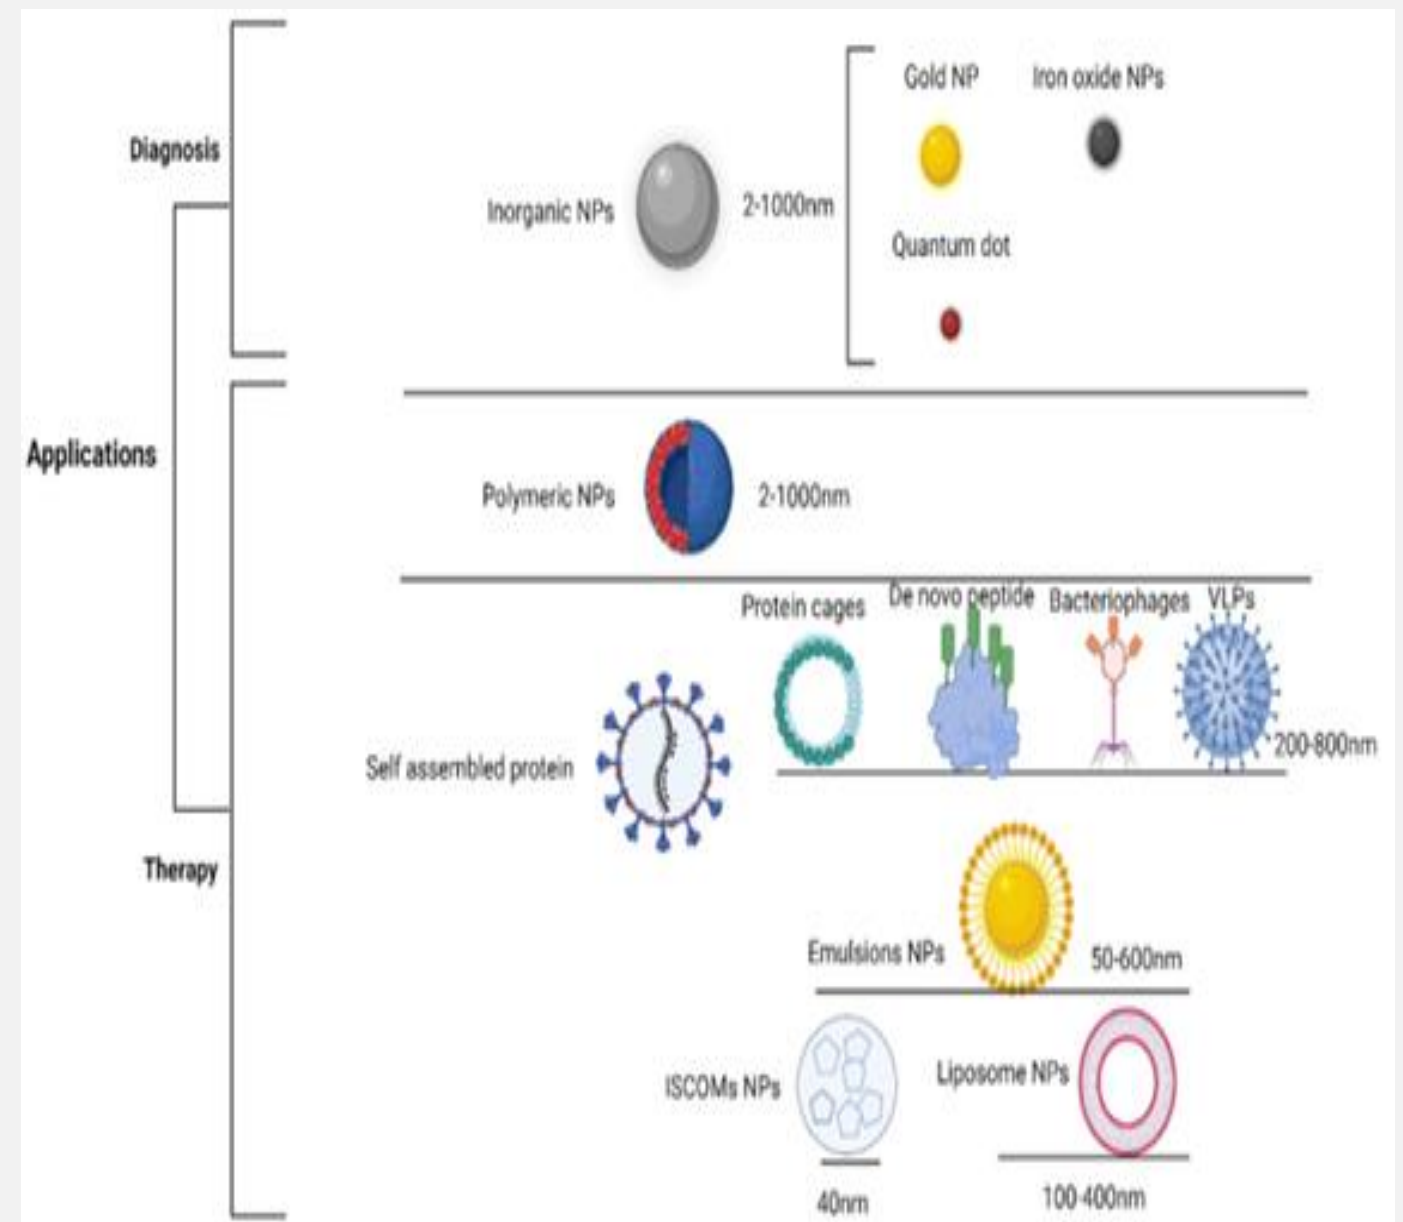 Gold NP
Iron oxide NPs
Diagnosis
Inorganic NPs
2-1000nm
Quantum dot
Applications
Polymeric NPs
2-1000nm
Protein cages
De novo peptide
Bacteriophages
VLPs
200-800nm
Self assembled protein
Therapy
Emulsions NPs
50-600nm
ISCOMs NPs
Liposome NPs
40nm
100-400nm